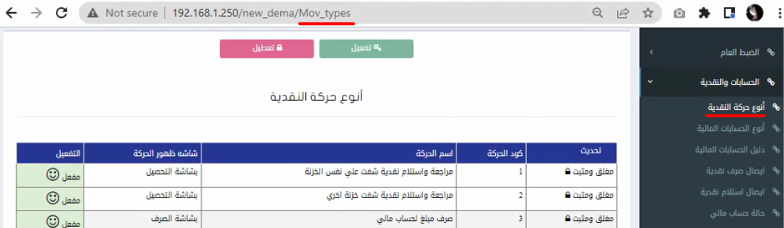 Not secure | 192.168.1.250/new_dema/Mov_types
تفعيل
تعطيل
أنوع حركة النقدية
تحديث كود الحركة اسم الحركة شاشه ظهور الحركة التفعيل
مغلق ومثبت 1 مراجعة واستلام نقدية شفت علي نفس الخزنة بشاشة التحصيل مفعل
مغلق ومثبت 2 مراجعة واستلام نقدية شفت خزنة اخري بشاشة التحصيل مفعل
مغلق ومثبت 3 صرف مبلغ لحساب مالي بشاشة الصرف مفعل
الضبط العام
الحسابات والنقدية
أنوع حركة النقدية
أنوع الحسابات المالية
دليل الحسابات المالية
ايصال صرف نقدية
ايصال استلام نقدية
حالة حساب مالي